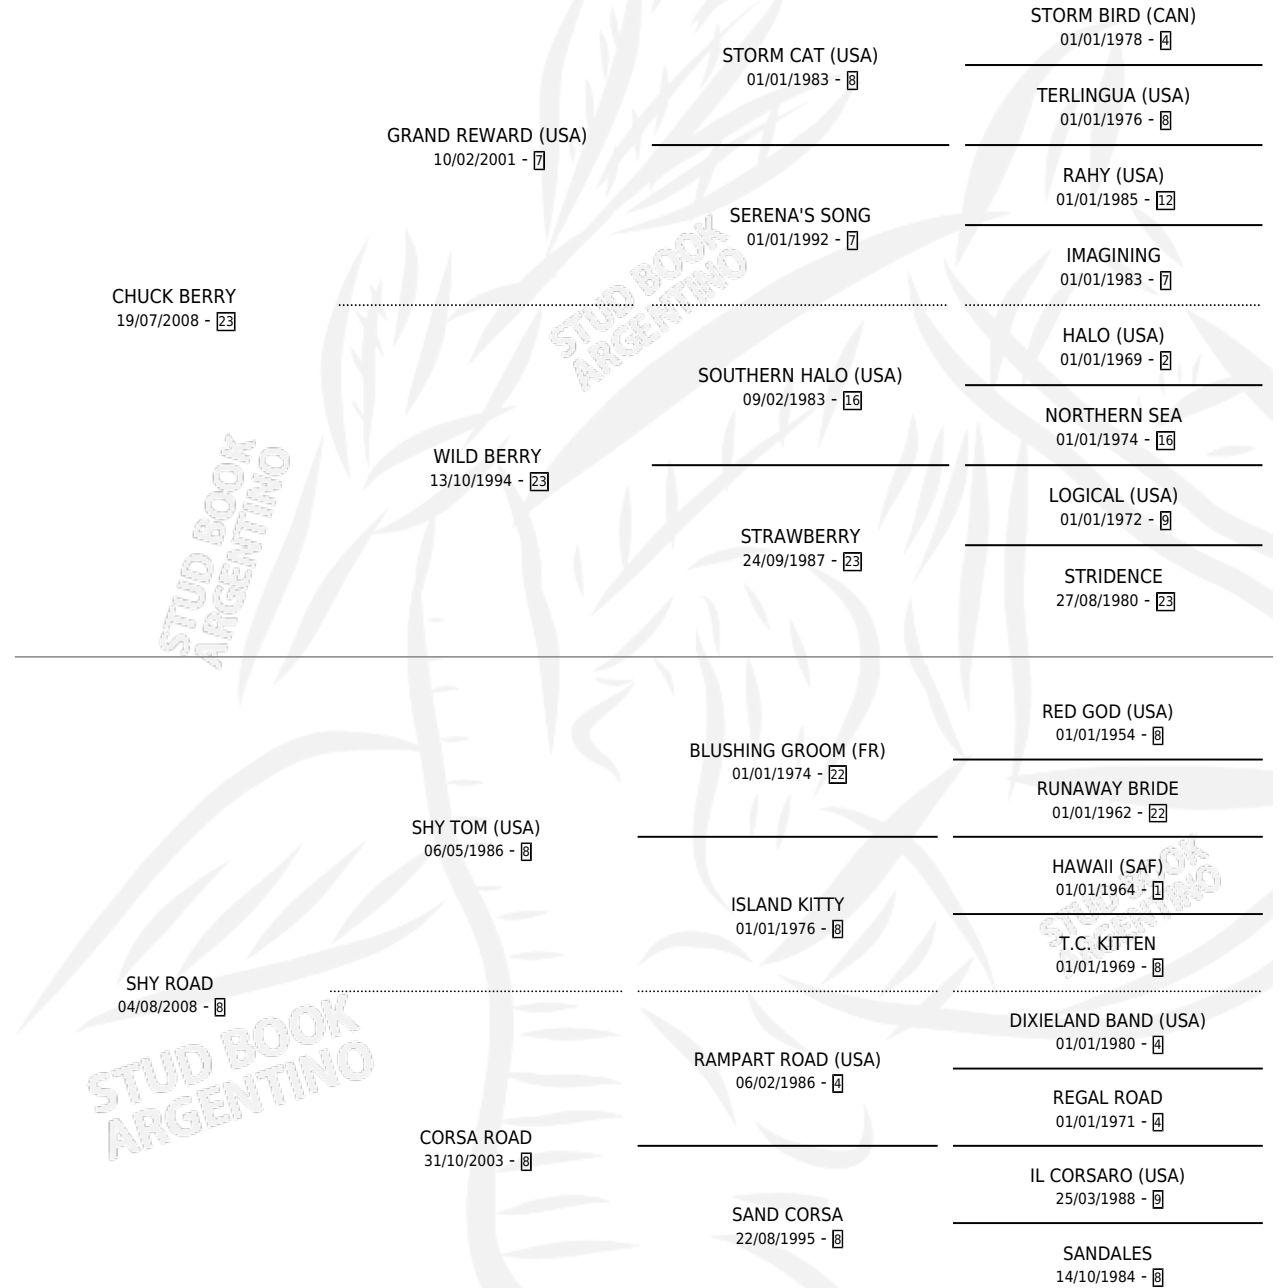 STORM BIRD (CAN)
01/01/1978 - 4
STORM CAT (USA)
01/01/1983 - 8
TERLINGUA (USA)
01/01/1976 - 8
GRAND REWARD (USA)
10/02/2001 - 7
RAHY (USA)
01/01/1985 - 12
SERENA'S SONG
01/01/1992 - 7
IMAGINING
01/01/1983 - 7
CHUCK BERRY
19/07/2008 - 23
HALO (USA)
01/01/1969 - 2
SOUTHERN HALO (USA)
09/02/1983 - 16
NORTHERN SEA
01/01/1974 - 16
WILD BERRY
13/10/1994 - 23
LOGICAL (USA)
01/01/1972 - 9
STRAWBERRY
24/09/1987 - 23
STRIDENCE
27/08/1980 - 23
RED GOD (USA)
01/01/1954 - 8
BLUSHING GROOM (FR)
01/01/1974 - 22
RUNAWAY BRIDE
01/01/1962 - 22
SHY TOM (USA)
06/05/1986 - 8
HAWAII (SAF)
01/01/1964 - 1
ISLAND KITTY
01/01/1976 - 8
T.C. KITTEN
01/01/1969 - 8
SHY ROAD
04/08/2008 - 8
DIXIELAND BAND (USA)
01/01/1980 - 4
RAMPART ROAD (USA)
06/02/1986 - 4
REGAL ROAD
01/01/1971 - 4
CORSA ROAD
31/10/2003 - 8
IL CORSARO (USA)
25/03/1988 - 9
SAND CORSA
22/08/1995 - 8
SANDALES
14/10/1984 - 8
STUD BOOK
ARGENTINO
STUD BOOK
ARGENTINO
STUD BOOK
ARGENTINO
STUD BOOK
ARGENTINO